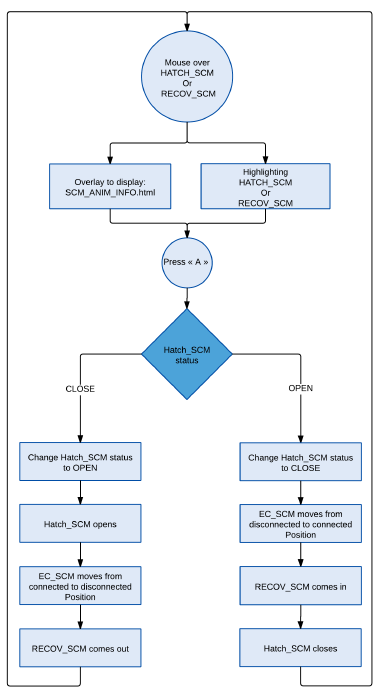 Mouse over
HATCH_SCM
Or
RECOV_SCM
Overlay to display:
SCM_ANIM_INFO.html
Highlighting
HATCH_SCM
Or
RECOV_SCM
Press « A »
Hatch_SCM
status
CLOSE
OPEN
Change Hatch_SCM status
to OPEN
Change Hatch_SCM status
to CLOSE
Hatch_SCM opens
EC_SCM moves from
disconnected to connected
Position
EC_SCM moves from
connected to disconnected
Position
RECOV_SCM comes in
RECOV_SCM comes out
Hatch_SCM closes